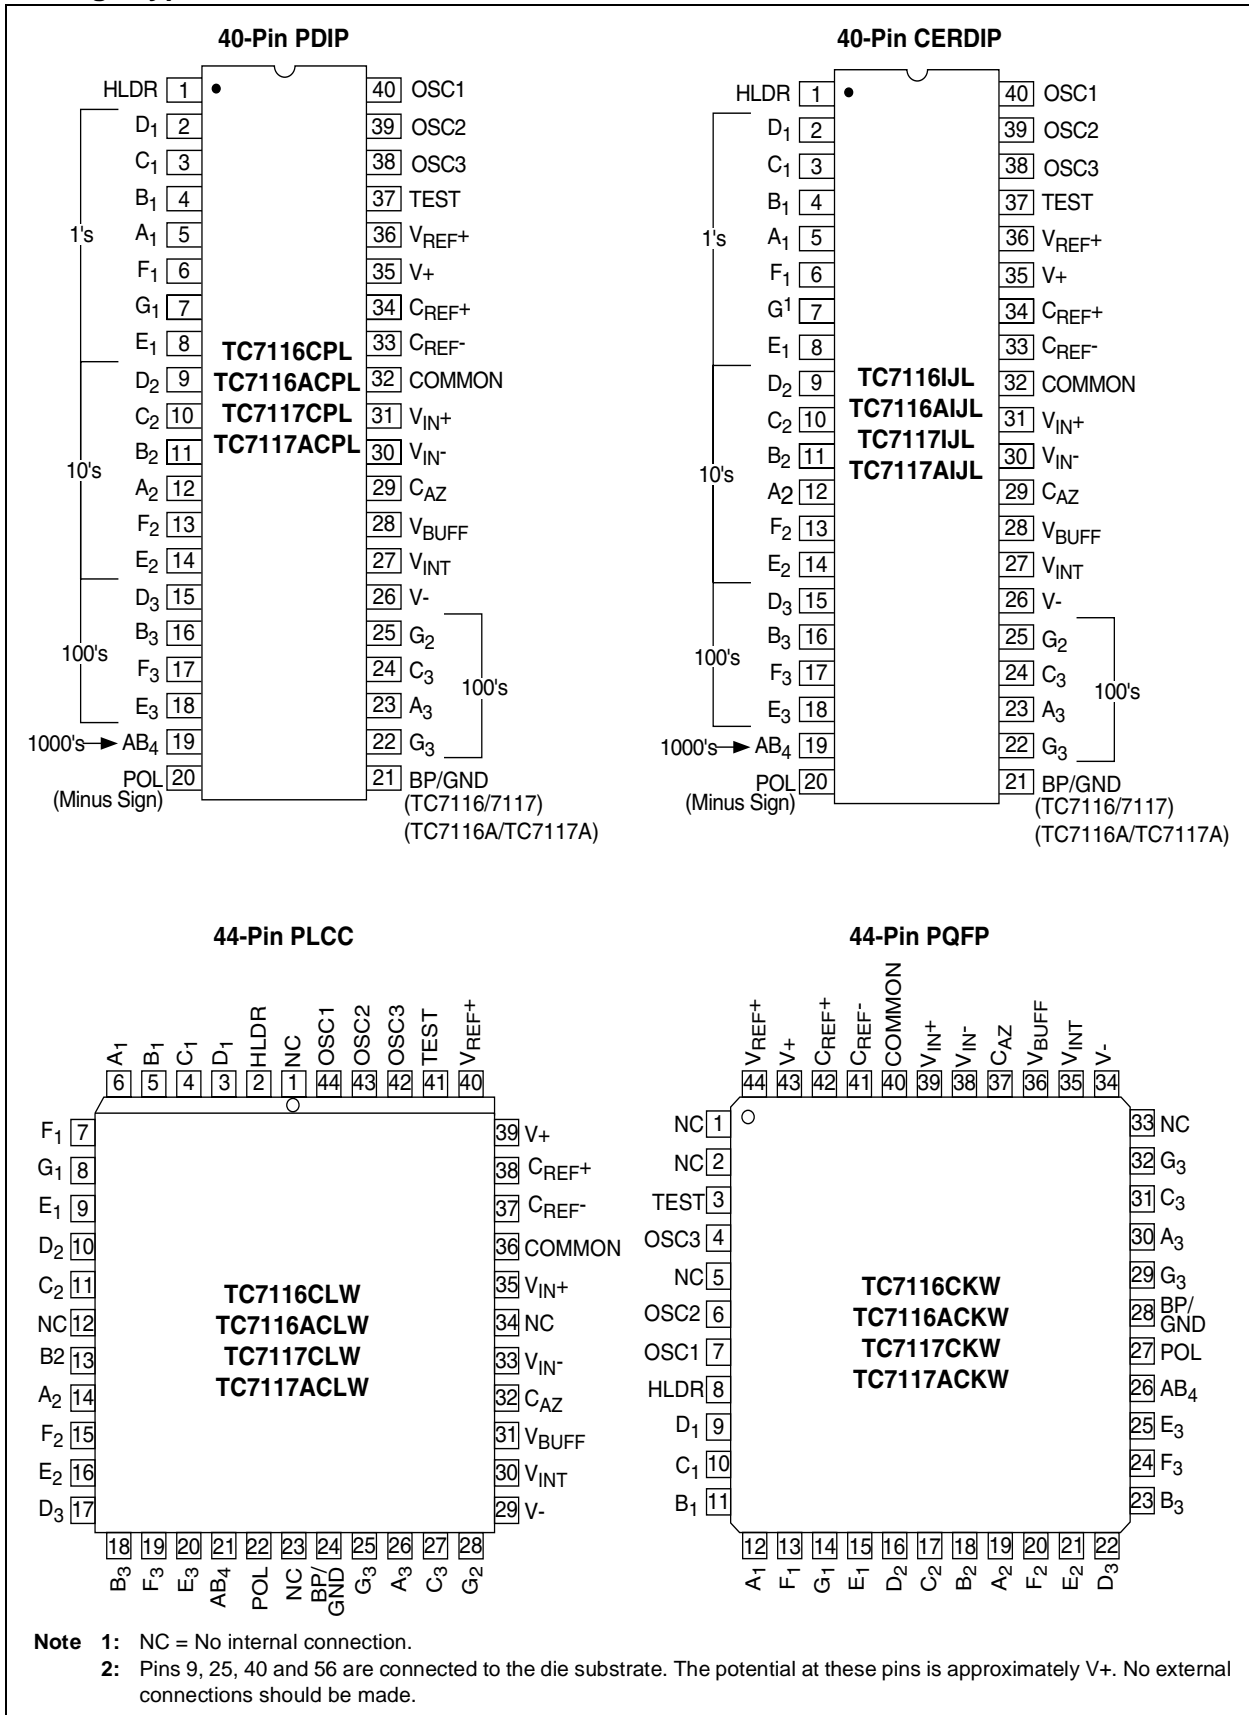 40-Pin PDIP
HLDR 1
D1 2
C1 3
B1 4
1's
A1 5
F1 6
G1 7
E1 8
D2 9
C2 10
B2 11
10's
A2 12
F2 13
E2 14
D3 15
B3 16
100's
F3 17
E3 18
1000's AB4 19
POL 20
(Minus Sign)
TC7116CPL
TC7116ACPL
TC7117CPL
TC7117ACPL
40 OSC1
39 OSC2
38 OSC3
37 TEST
36 VREF+
35 V+
34 CREF+
33 CREF-
32 COMMON
31 VIN+
30 VIN-
29 CAZ
28 VBUFF
27 VINT
26 V-
25 G2
24 C3
100's
23 A3
22 G3
21 BP/GND
(TC7116/7117)
(TC7116A/TC7117A)
40-Pin CERDIP
HLDR 1
D1 2
C1 3
B1 4
1's
A1 5
F1 6
G1 7
E1 8
D2 9
C2 10
B2 11
10's
A2 12
F2 13
E2 14
D3 15
B3 16
100's
F3 17
E3 18
1000's AB4 19
POL 20
(Minus Sign)
TC7116IJL
TC7116AIJL
TC7117IJL
TC7117AIJL
40 OSC1
39 OSC2
38 OSC3
37 TEST
36 VREF+
35 V+
34 CREF+
33 CREF-
32 COMMON
31 VIN+
30 VIN-
29 CAZ
28 VBUFF
27 VINT
26 V-
25 G2
24 C3
100's
23 A3
22 G3
21 BP/GND
(TC7116/7117)
(TC7116A/TC7117A)
44-Pin PLCC
A1 B1 C1 D1 HLDR NC OSC1 OSC2 OSC3 TEST VREF+
6 5 4 3 2 1 44 43 42 41 40
F1 7
G1 8
E1 9
D2 10
C2 11
NC 12
B2 13
A2 14
F2 15
E2 16
D3 17
TC7116CLW
TC7116ACLW
TC7117CLW
TC7117ACLW
39 V+
38 CREF+
37 CREF-
36 COMMON
35 VIN+
34 NC
33 VIN-
32 CAZ
31 VBUFF
30 VINT
29 V-
18 19 20 21 22 23 24 25 26 27 28
B3 F3 E3 AB4 POL NC BP/GND G3 A3 C3 G2
44-Pin PQFP
VREF+ V+ CREF+ CREF- COMMON VIN+ VIN- CAZ VBUFF VINT V-
44 43 42 41 40 39 38 37 36 35 34
NC 1
NC 2
TEST 3
OSC3 4
NC 5
OSC2 6
OSC1 7
HLDR 8
D1 9
C1 10
B1 11
TC7116CKW
TC7116ACKW
TC7117CKW
TC7117ACKW
33 NC
32 G3
31 C3
30 A3
29 G3
28 BP/
GND
27 POL
26 AB4
25 E3
24 F3
23 B3
12 13 14 15 16 17 18 19 20 21 22
A1 F1 G1 E1 D2 C2 B2 A2 F2 E2 D3
Note 1: NC = No internal connection.
2: Pins 9, 25, 40 and 56 are connected to the die substrate. The potential at these pins is approximately V+. No external
connections should be made.